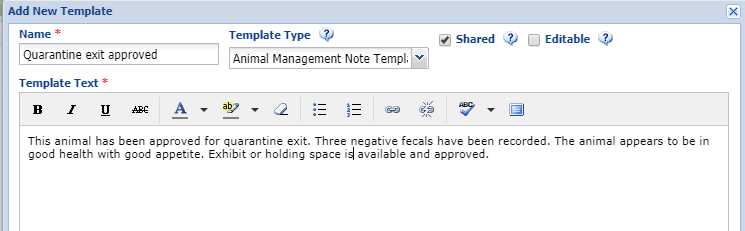 Add New Template
Name * Template Type Shared Editable
Quarantine exit approved Animal Management Note Templ
Template Text *
B I U ABC A ab ABC
This animal has been approved for quarantine exit. Three negative fecals have been recorded. The animal appears to be in
good health with good appetite. Exhibit or holding space is available and approved.